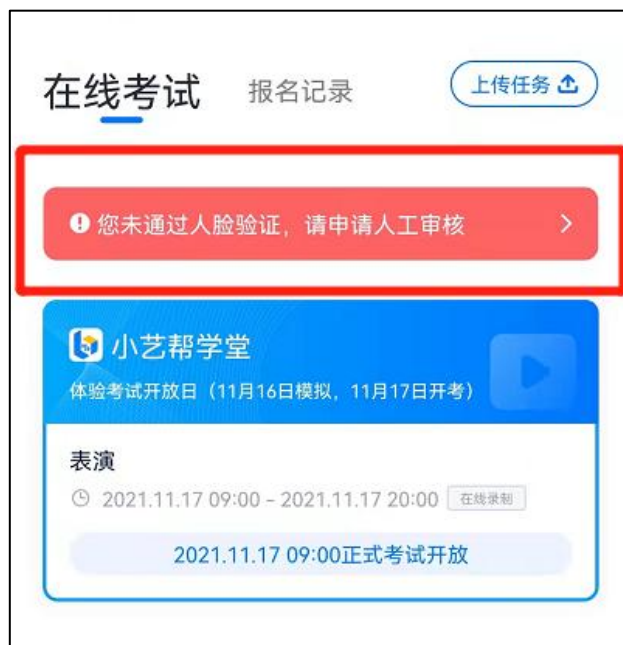 在线考试 报名记录 上传任务
您未通过人脸验证，请申请人工审核
小艺帮学堂
体验考试开放日（11月16日模拟，11月17日开考）
表演
2021.11.17 09:00 - 2021.11.17 20:00 在线录制
2021.11.17 09:00正式考试开放